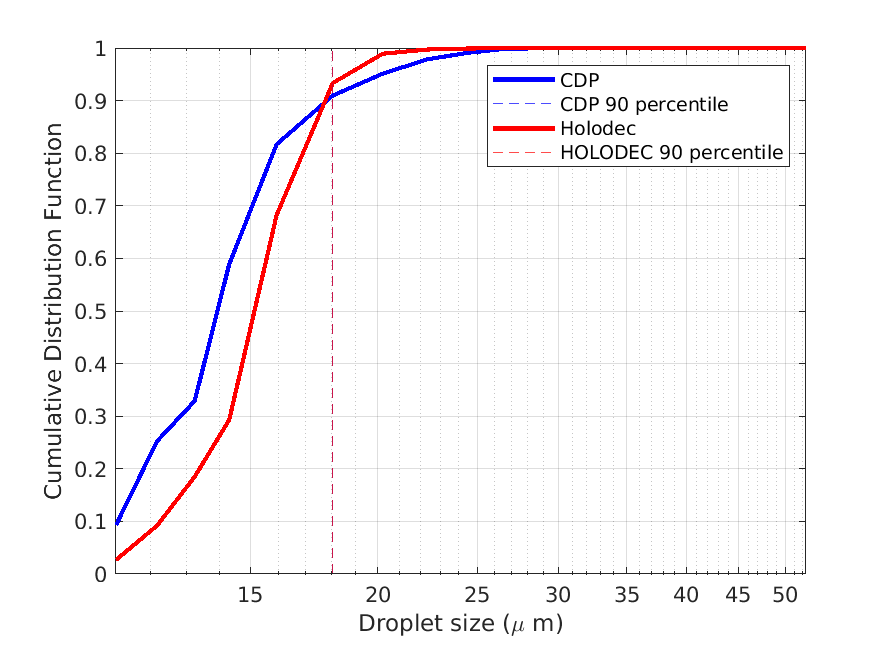 1
0.9
0.8
0.7
0.6
0.5
0.4
0.3
0.2
0.1
0
Cumulative Distribution Function
CDP
CDP 90 percentile
Holodec
HOLODEC 90 percentile
15 20 25 30 35 40 45 50
Droplet size (μ m)